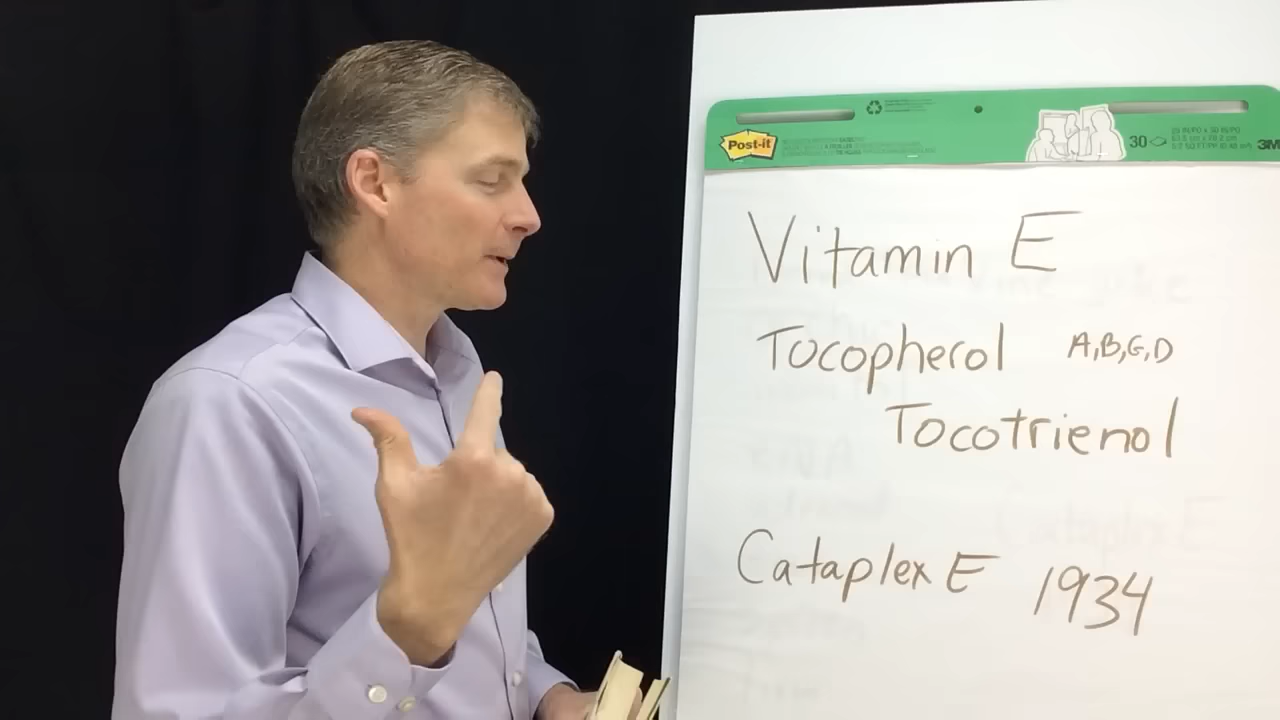 Post-it
30
3M
Vitamin E
Tocopherol A,B,G,D
Tocotrienol
Cataplex E 1934